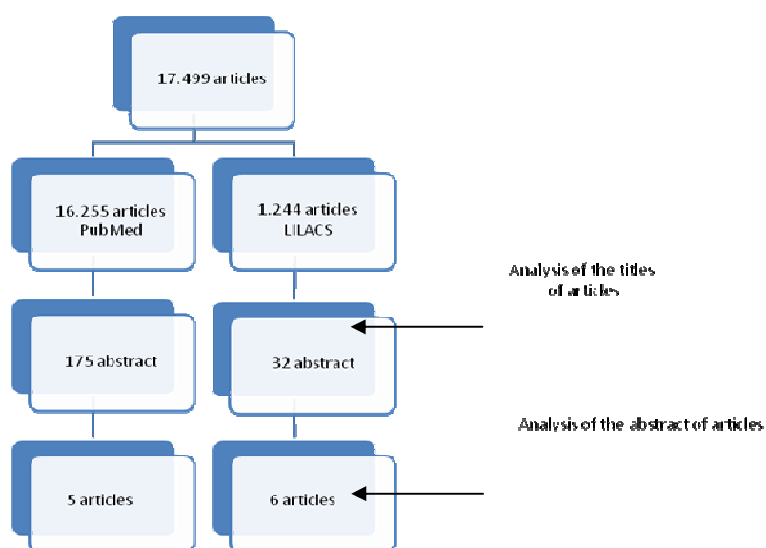 17.499 articles
16.255 articles
PubMed
1.244 articles
LILACS
Analysis of the titles
of articles
175 abstract
32 abstract
Analysis of the abstract of articles
5 articles
6 articles